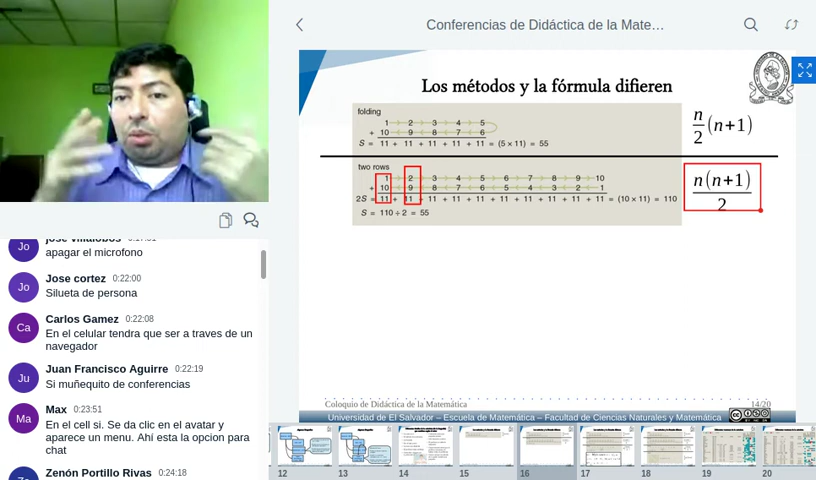 Conferencias de Didáctica de la Mate…
Los métodos y la fórmula difieren
folding
1 2 3 4 5
+ 10 9 8 7 6
S = 11 + 11 + 11 + 11 + 11 = (5 x 11) = 55
n/2 (n+1)
two rows
1 2 3 4 5 6 7 8 9 10
+ 10 9 8 7 6 5 4 3 2 1
2S = 11 + 11 + 11 + 11 + 11 + 11 + 11 + 11 + 11 + 11 = (10 x 11) = 110
S = 110 ÷ 2 = 55
n(n+1)/2
Coloquio de Didáctica de la Matemática 14/20
Universidad de El Salvador – Escuela de Matemática – Facultad de Ciencias Naturales y Matemática
12 13 14 15 16 17 18 19 20
Jo
jose villalobos
apagar el microfono
Jo
Jose cortez 0:22:00
Silueta de persona
Ca
Carlos Gamez 0:22:08
En el celular tendra que ser a traves de un
navegador
Ju
Juan Francisco Aguirre 0:22:19
Si muñequito de conferencias
Ma
Max 0:23:51
En el cell si. Se da clic en el avatar y
aparece un menu. Ahí esta la opcion para
chat
Zenón Portillo Rivas 0:24:18